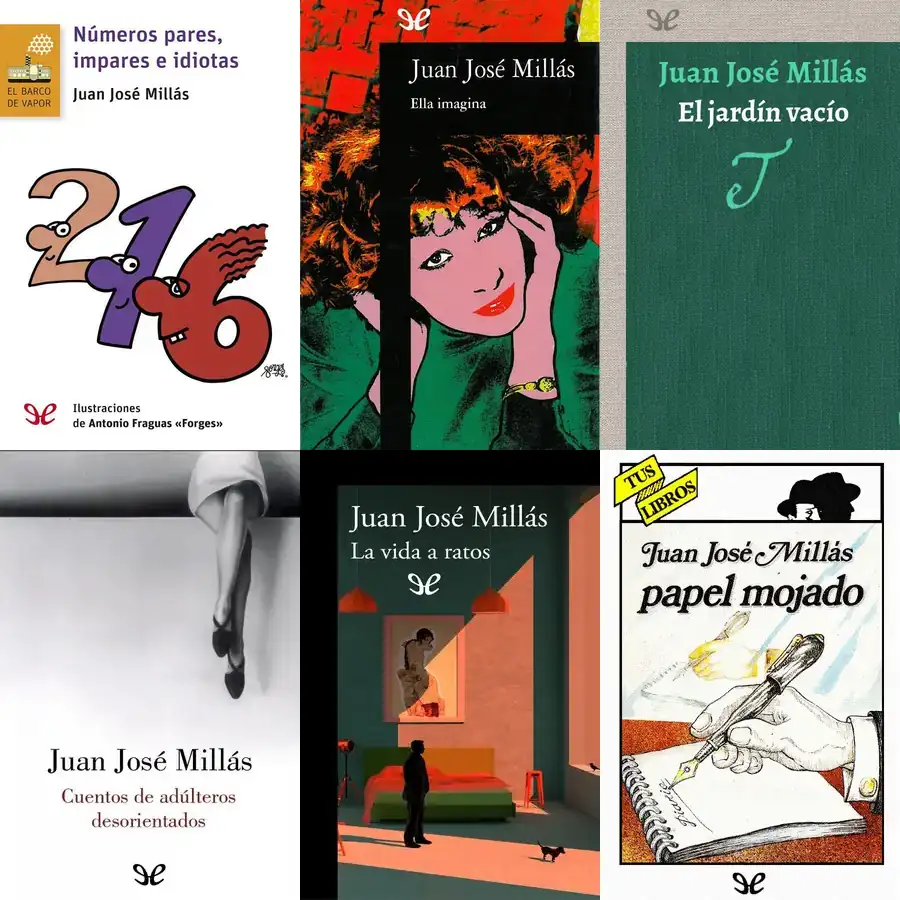 Números pares,
impares e idiotas
Juan José Millás
EL BARCO
DE VAPOR
216
Ilustraciones
de Antonio Fraguas «Forges»
Juan José Millás
Ella imagina
Juan José Millás
El jardín vacío
T
Juan José Millás
Cuentos de adúlteros
desorientados
Juan José Millás
La vida a ratos
TUS
LIBROS
Juan José Millás
papel mojado